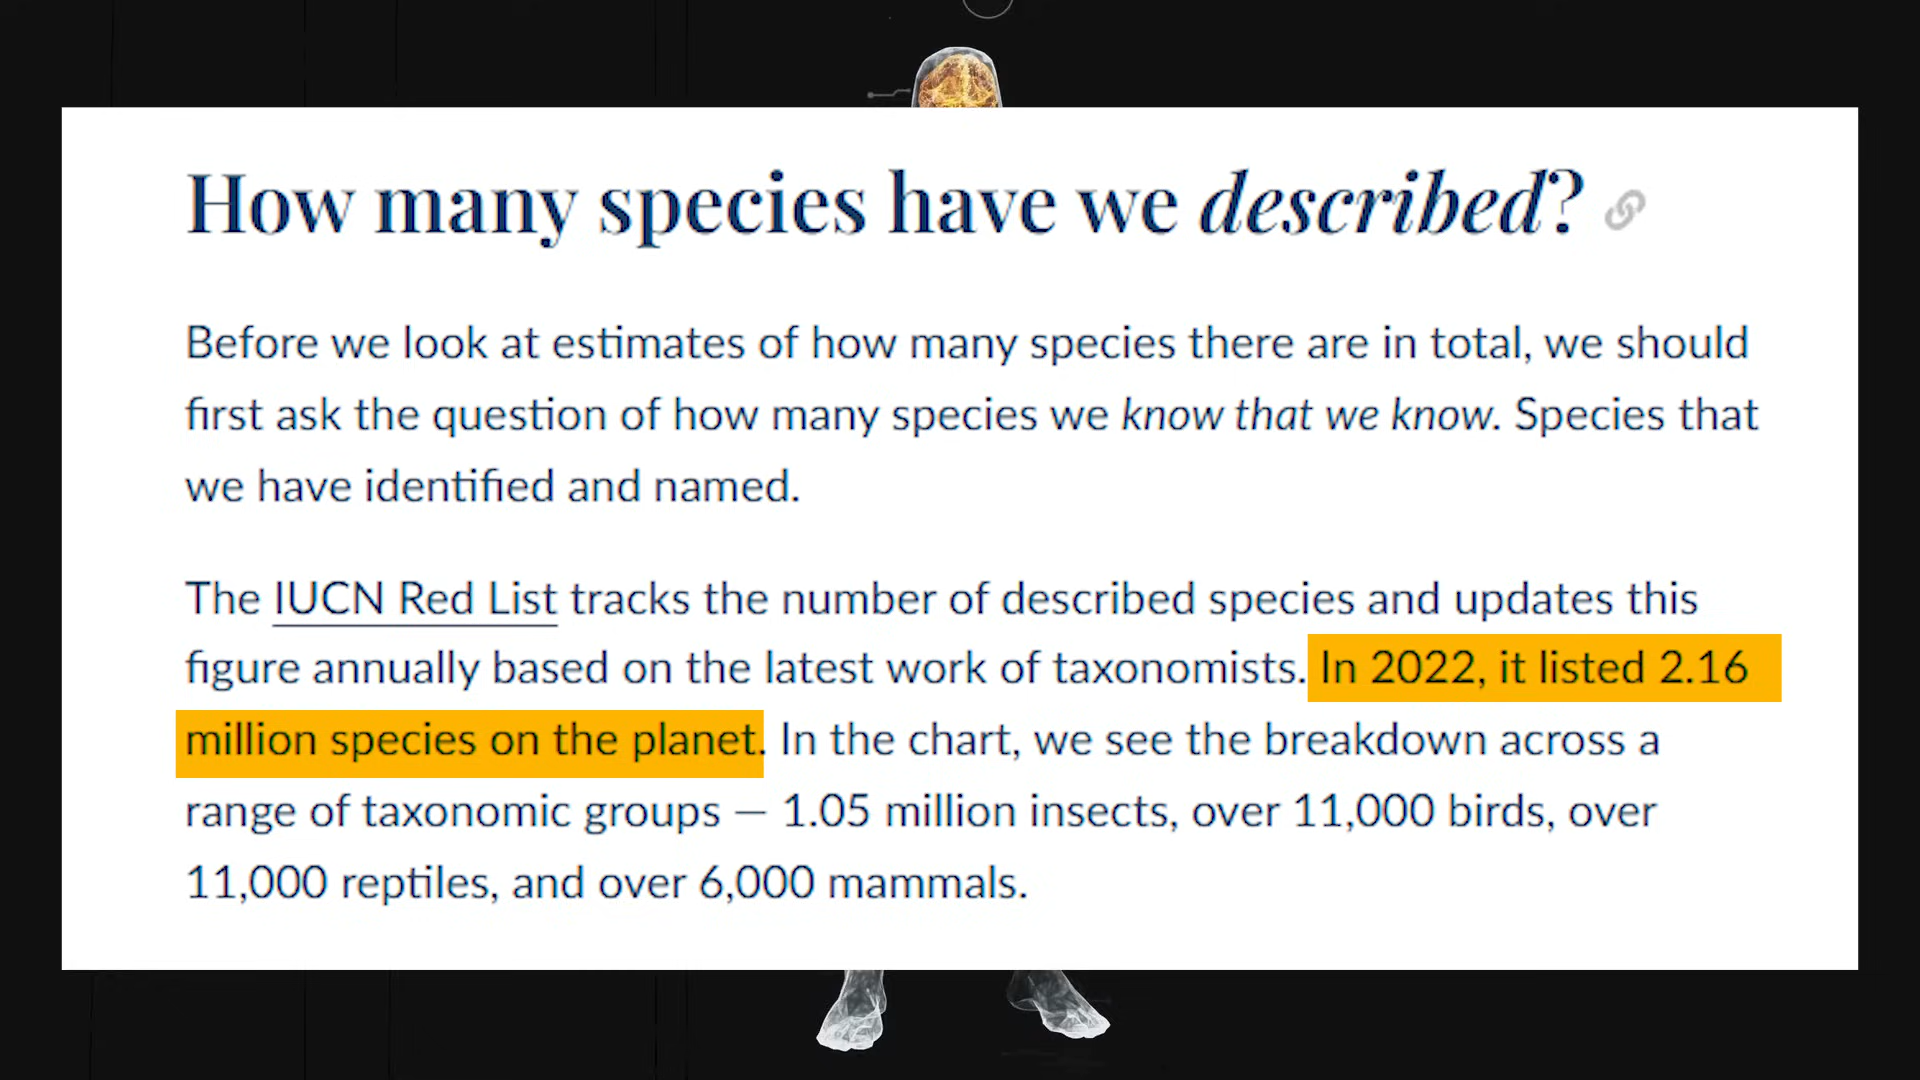 How many species have we described?
Before we look at estimates of how many species there are in total, we should
first ask the question of how many species we know that we know. Species that
we have identified and named.
The IUCN Red List tracks the number of described species and updates this
figure annually based on the latest work of taxonomists. In 2022, it listed 2.16
million species on the planet. In the chart, we see the breakdown across a
range of taxonomic groups — 1.05 million insects, over 11,000 birds, over
11,000 reptiles, and over 6,000 mammals.